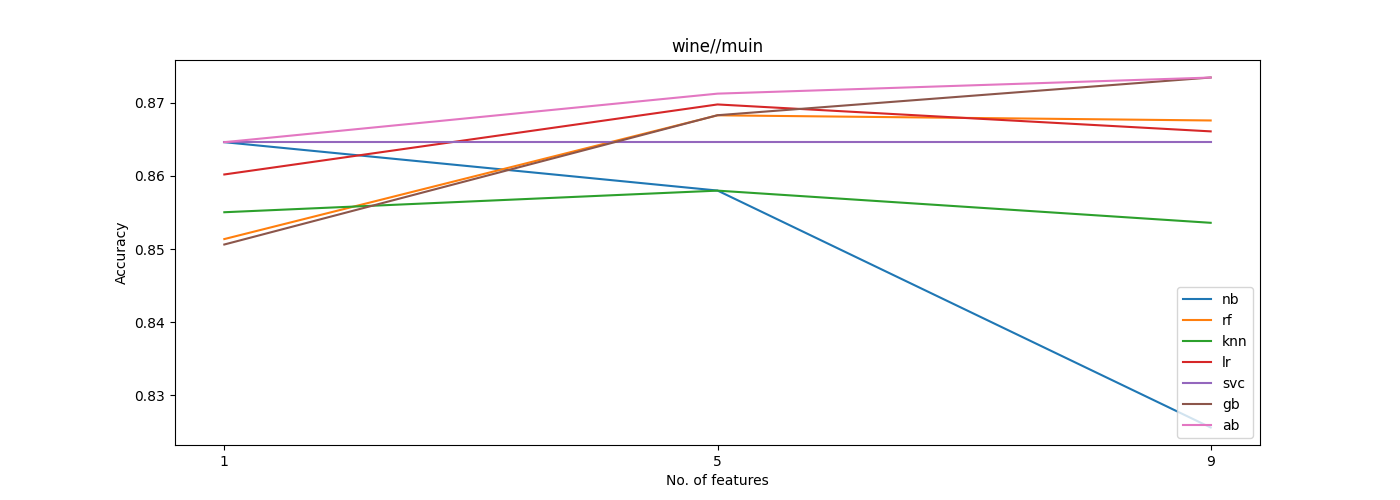 wine//muin
Accuracy
0.87
0.86
0.85
0.84
0.83
1
5
9
No. of features
nb
rf
knn
lr
svc
gb
ab